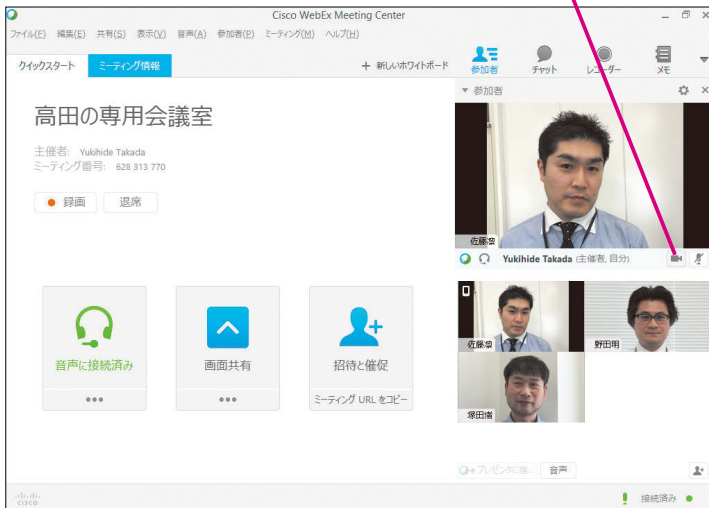 Cisco WebEx Meeting Center
ファイル(F) 編集(E) 共有(S) 表示(V) 音声(A) 参加者(P) ミーティング(M) ヘルプ(H)
クイックスタート ミーティング情報 + 新しいホワイトボード
参加者 チャット レコーダー メモ
参加者
高田の専用会議室
主催者: Yukihide Takada
ミーティング番号: 628 313 770
録画 退席
佐藤凛
Yukihide Takada (主催者, 自分)
音声に接続済み 画面共有 招待と催促
ミーティング URL をコピー
佐藤凛 野田明
塚田渚
音声
接続済み
cisco